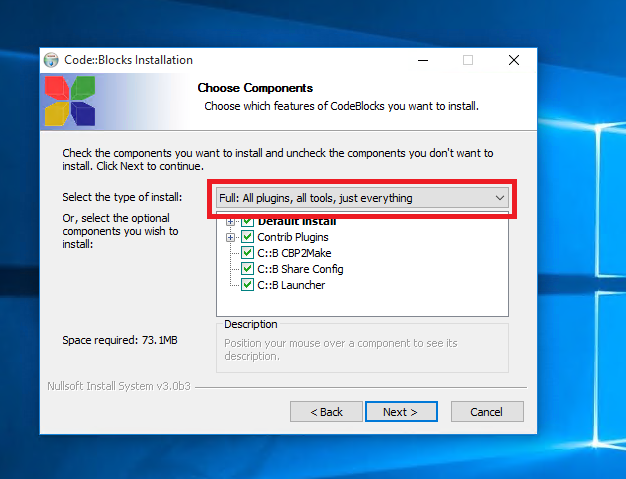 Code::Blocks Installation
Choose Components
Choose which features of CodeBlocks you want to install.
Check the components you want to install and uncheck the components you don't want to
install. Click Next to continue.
Select the type of install:
Full: All plugins, all tools, just everything
Or, select the optional
components you wish to
install:
Default install
Contrib Plugins
C::B CBP2Make
C::B Share Config
C::B Launcher
Space required: 73.1MB
Description
Position your mouse over a component to see its
description.
Nullsoft Install System v3.0b3
< Back
Next >
Cancel